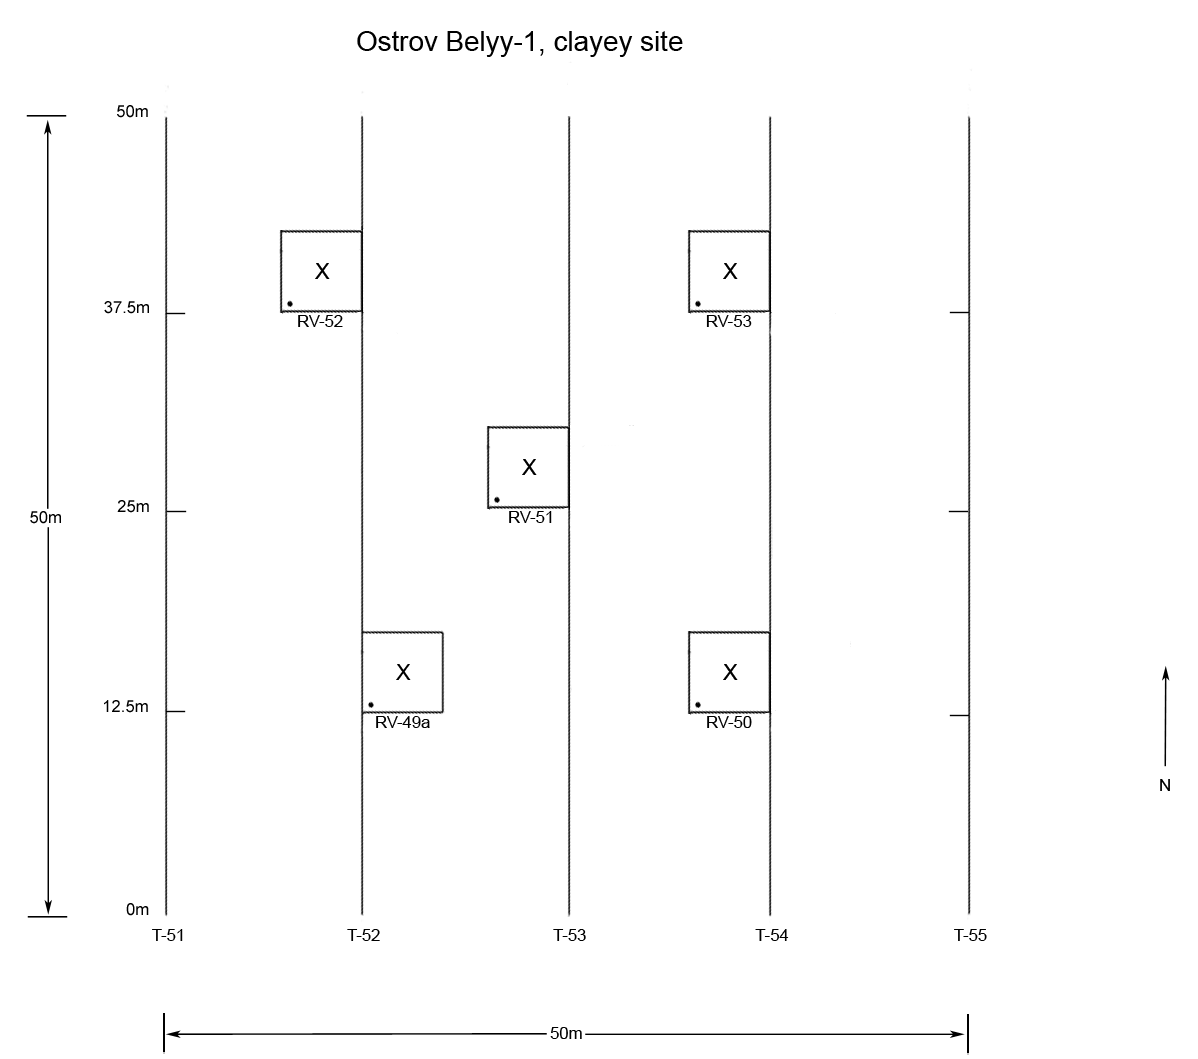 Ostrov Belyy-1, clayey site
50m
X
X
37.5m
RV-52
RV-53
X
25m
50m
RV-51
X
X
12.5m
RV-49a
RV-50
N
0m
T-51
T-52
T-53
T-54
T-55
50m